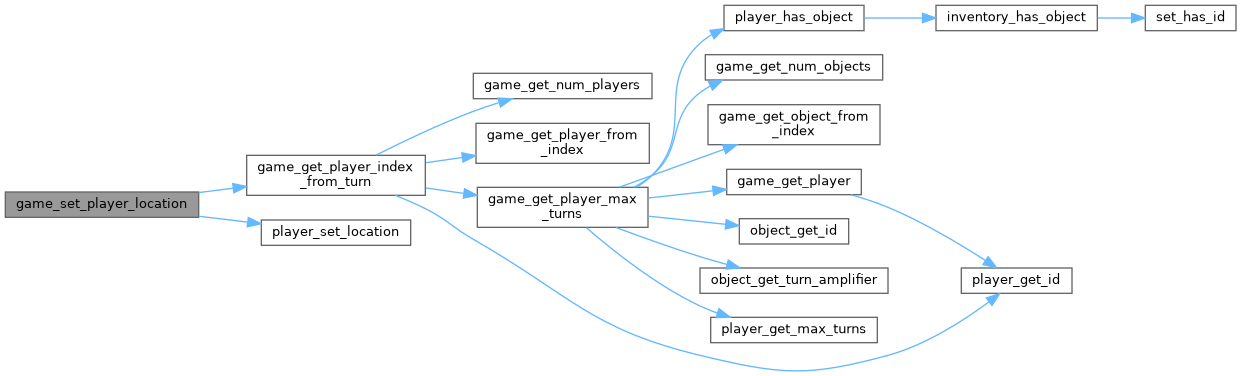 game_set_player_location
game_get_player_index
_from_turn
player_set_location
game_get_num_players
game_get_player_from
_index
game_get_player_max
_turns
player_has_object
game_get_num_objects
game_get_object_from
_index
game_get_player
object_get_id
object_get_turn_amplifier
player_get_max_turns
inventory_has_object
player_get_id
set_has_id